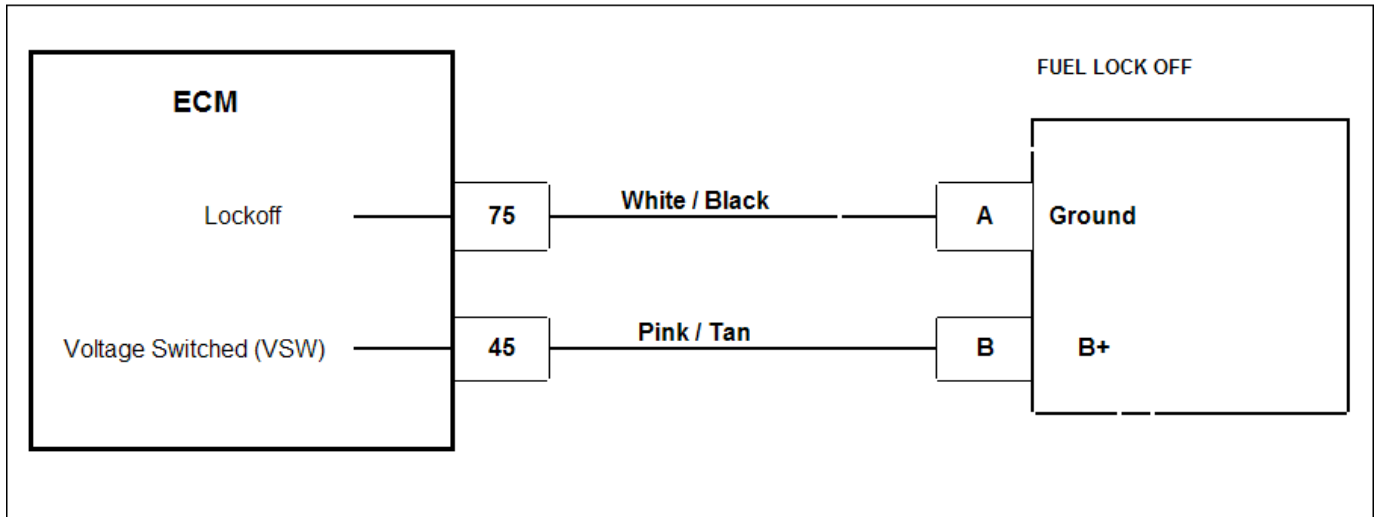 FUEL LOCK OFF
ECM
Lockoff
75
White / Black
A
Ground
Voltage Switched (VSW)
45
Pink / Tan
B
B+